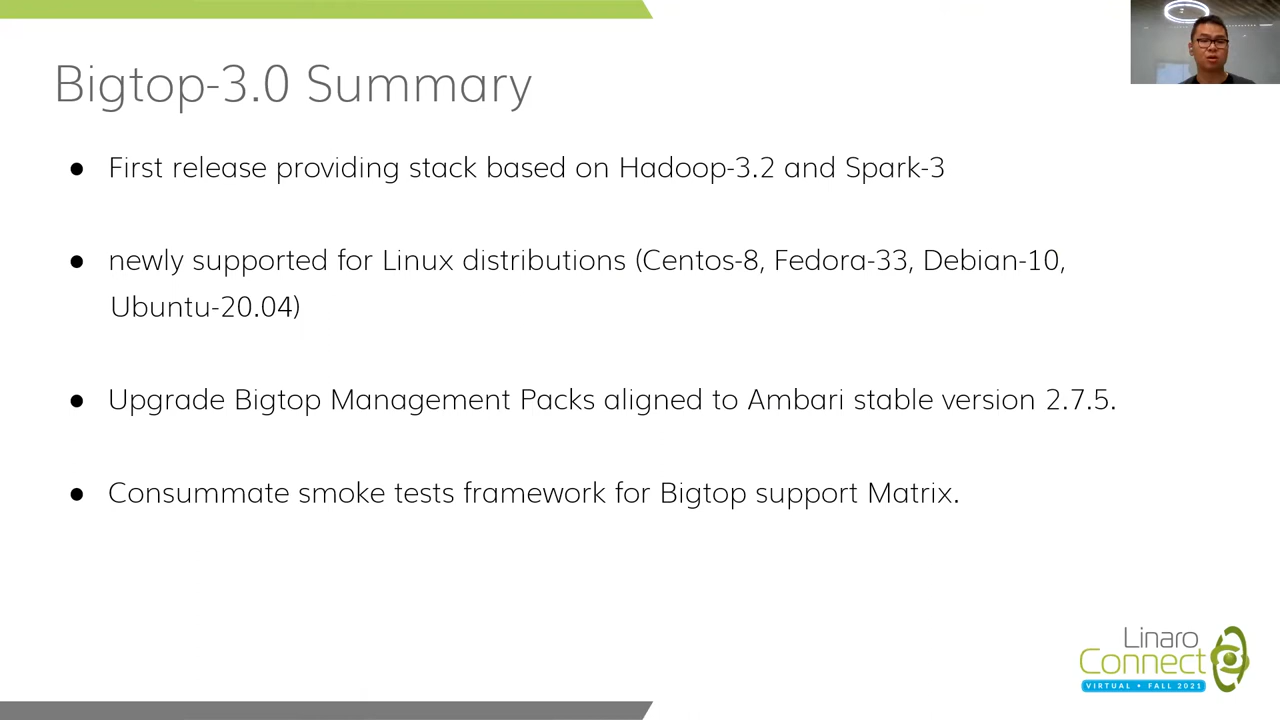 Bigtop-3.0 Summary
● First release providing stack based on Hadoop-3.2 and Spark-3
● newly supported for Linux distributions (Centos-8, Fedora-33, Debian-10,
Ubuntu-20.04)
● Upgrade Bigtop Management Packs aligned to Ambari stable version 2.7.5.
● Consummate smoke tests framework for Bigtop support Matrix.
Linaro
Connect
VIRTUAL • FALL 2021